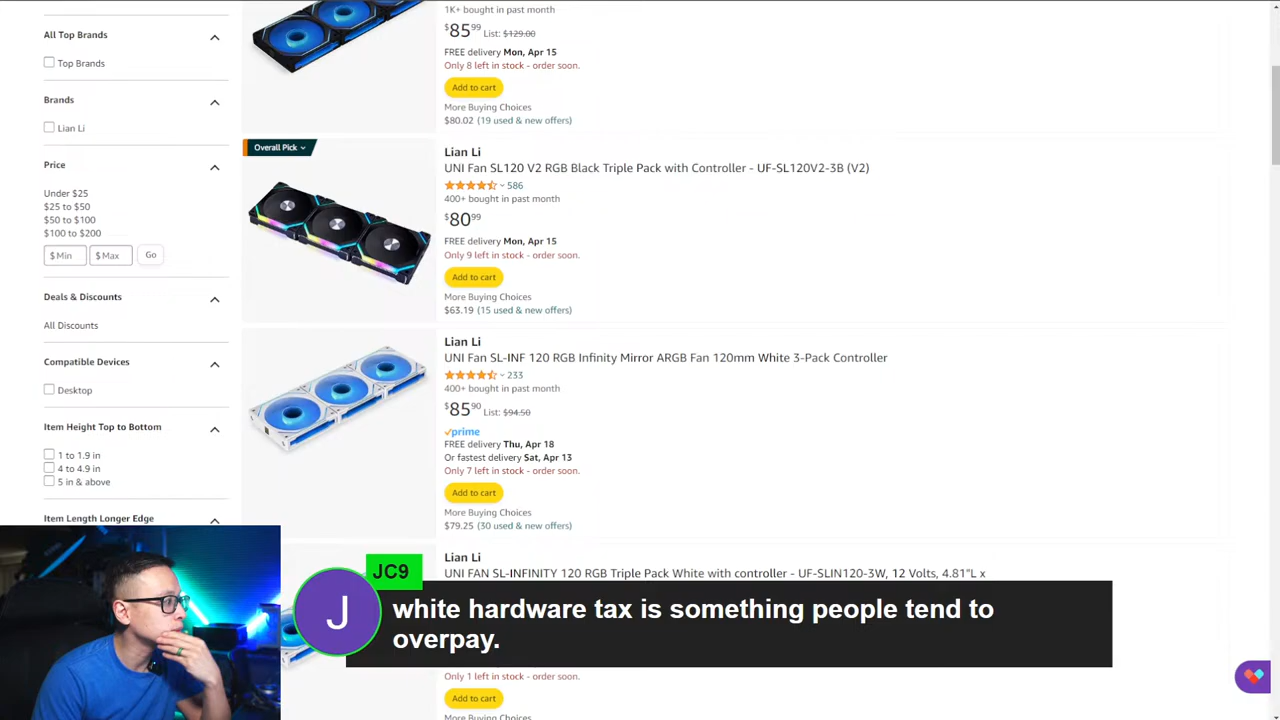 1K+ bought in past month
$85.99 List: $129.00
FREE delivery Mon, Apr 15
Only 8 left in stock - order soon.
Add to cart
More Buying Choices
$80.02 (19 used & new offers)
All Top Brands
Top Brands
Brands
Lian Li
Price
Under $25
$25 to $50
$50 to $100
$100 to $200
$ Min $ Max Go
Deals & Discounts
All Discounts
Compatible Devices
Desktop
Item Height Top to Bottom
1 to 1.9 in
4 to 4.9 in
5 in & above
Item Length Longer Edge
Overall Pick
Lian Li
UNI Fan SL120 V2 RGB Black Triple Pack with Controller - UF-SL120V2-3B (V2)
586
400+ bought in past month
$80.99
FREE delivery Mon, Apr 15
Only 9 left in stock - order soon.
Add to cart
More Buying Choices
$63.19 (15 used & new offers)
Lian Li
UNI Fan SL-INF 120 RGB Infinity Mirror ARGB Fan 120mm White 3-Pack Controller
233
400+ bought in past month
$85.90 List: $94.50
prime
FREE delivery Thu, Apr 18
Or fastest delivery Sat, Apr 13
Only 7 left in stock - order soon.
Add to cart
More Buying Choices
$79.25 (30 used & new offers)
Lian Li
UNI FAN SL-INFINITY 120 RGB Triple Pack White with controller - UF-SLIN120-3W, 12 Volts, 4.81"L x
JC9
J
white hardware tax is something people tend to
overpay.
Only 1 left in stock - order soon.
Add to cart
More Buying Choices